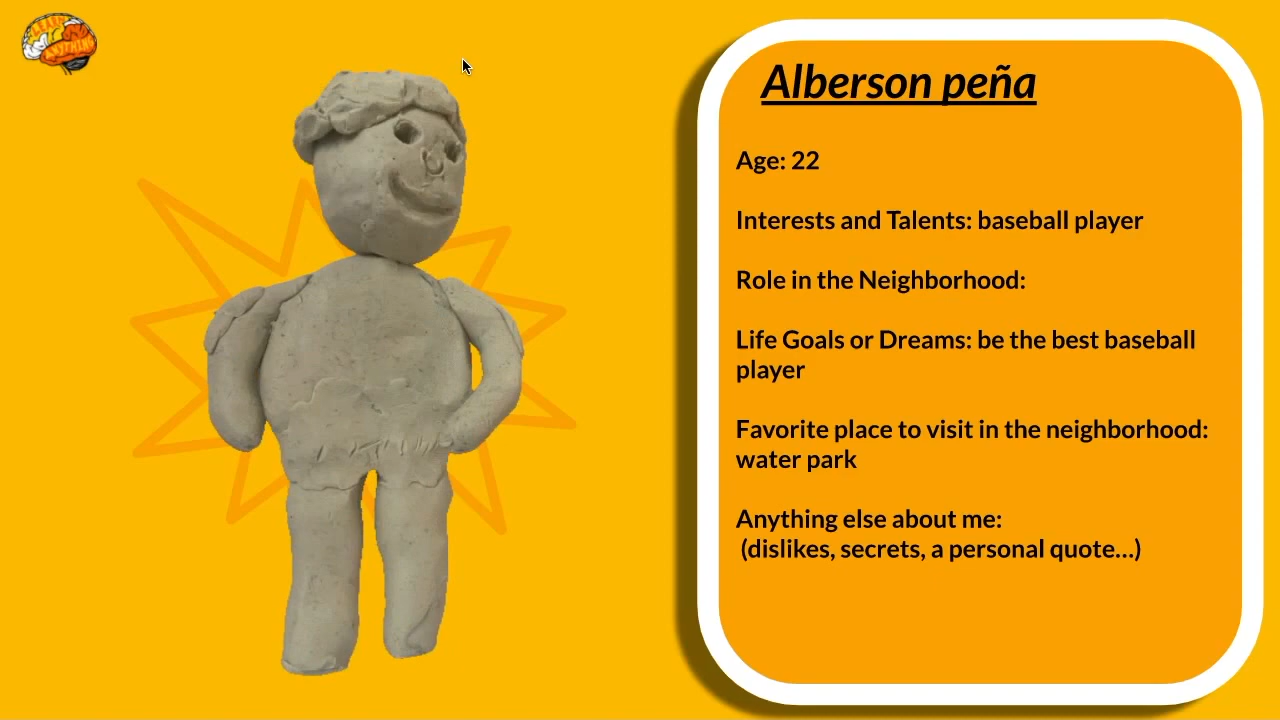 LEARN
ANYTHING
Alberson peña
Age: 22
Interests and Talents: baseball player
Role in the Neighborhood:
Life Goals or Dreams: be the best baseball
player
Favorite place to visit in the neighborhood:
water park
Anything else about me:
(dislikes, secrets, a personal quote...)